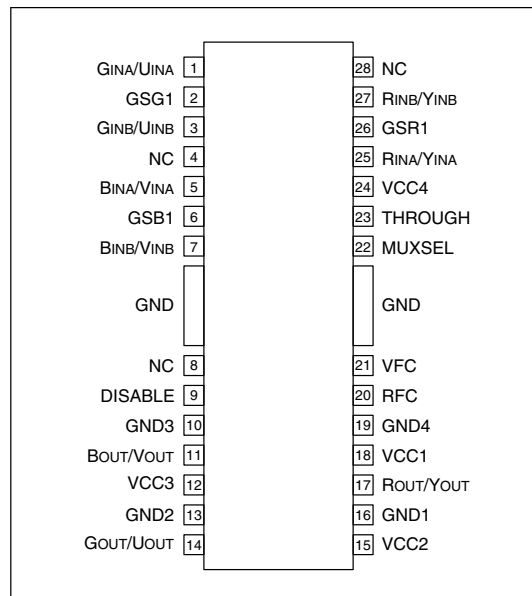 GINA/UINA 1 28 NC
GSG1 2 27 RINB/YINB
GINB/UINB 3 26 GSR1
NC 4 25 RINA/YINA
BINA/VINA 5 24 VCC4
GSB1 6 23 THROUGH
BINB/VINB 7 22 MUXSEL
GND GND
NC 8 21 VFC
DISABLE 9 20 RFC
GND3 10 19 GND4
BOUT/VOUT 11 18 VCC1
VCC3 12 17 ROUT/YOUT
GND2 13 16 GND1
GOUT/UOUT 14 15 VCC2